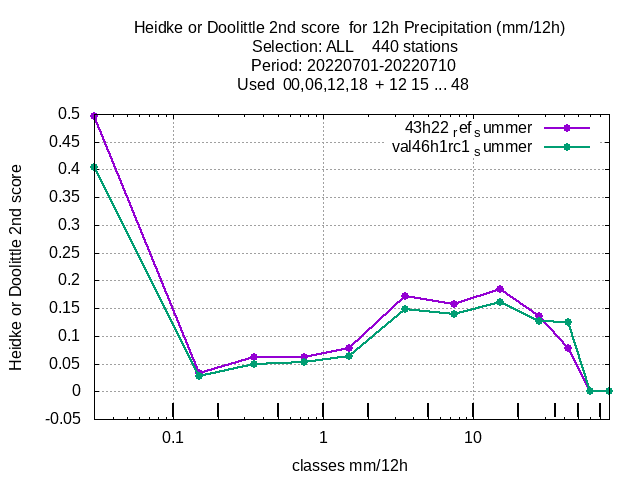 Heidke or Doolittle 2nd score  for 12h Precipitation (mm/12h)
Selection: ALL    440 stations
Period: 20220701-20220710
Used  00,06,12,18  + 12 15 ... 48
43h22 ref summer
val46h1rc1 summer
Heidke or Doolittle 2nd score
0.5
0.45
0.4
0.35
0.3
0.25
0.2
0.15
0.1
0.05
0
-0.05
0.1 1 10
classes mm/12h